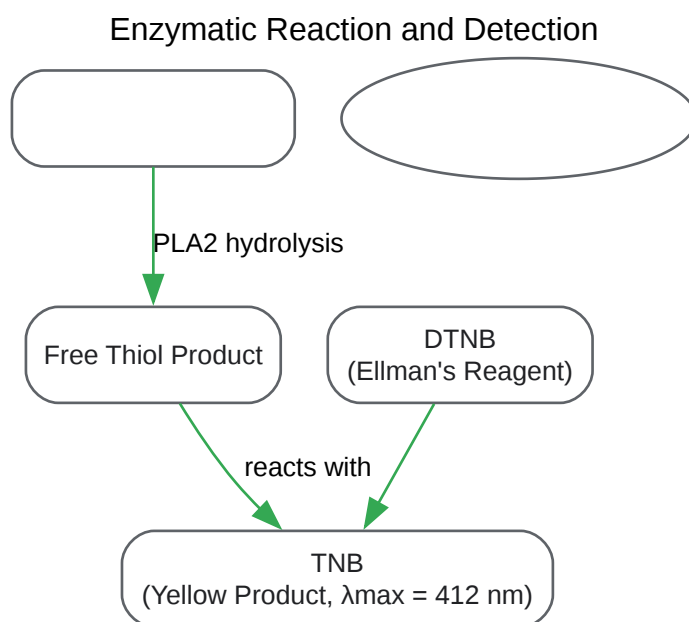 Enzymatic Reaction and Detection
PLA2 hydrolysis
Free Thiol Product
DTNB
(Ellman's Reagent)
reacts with
TNB
(Yellow Product, λmax = 412 nm)